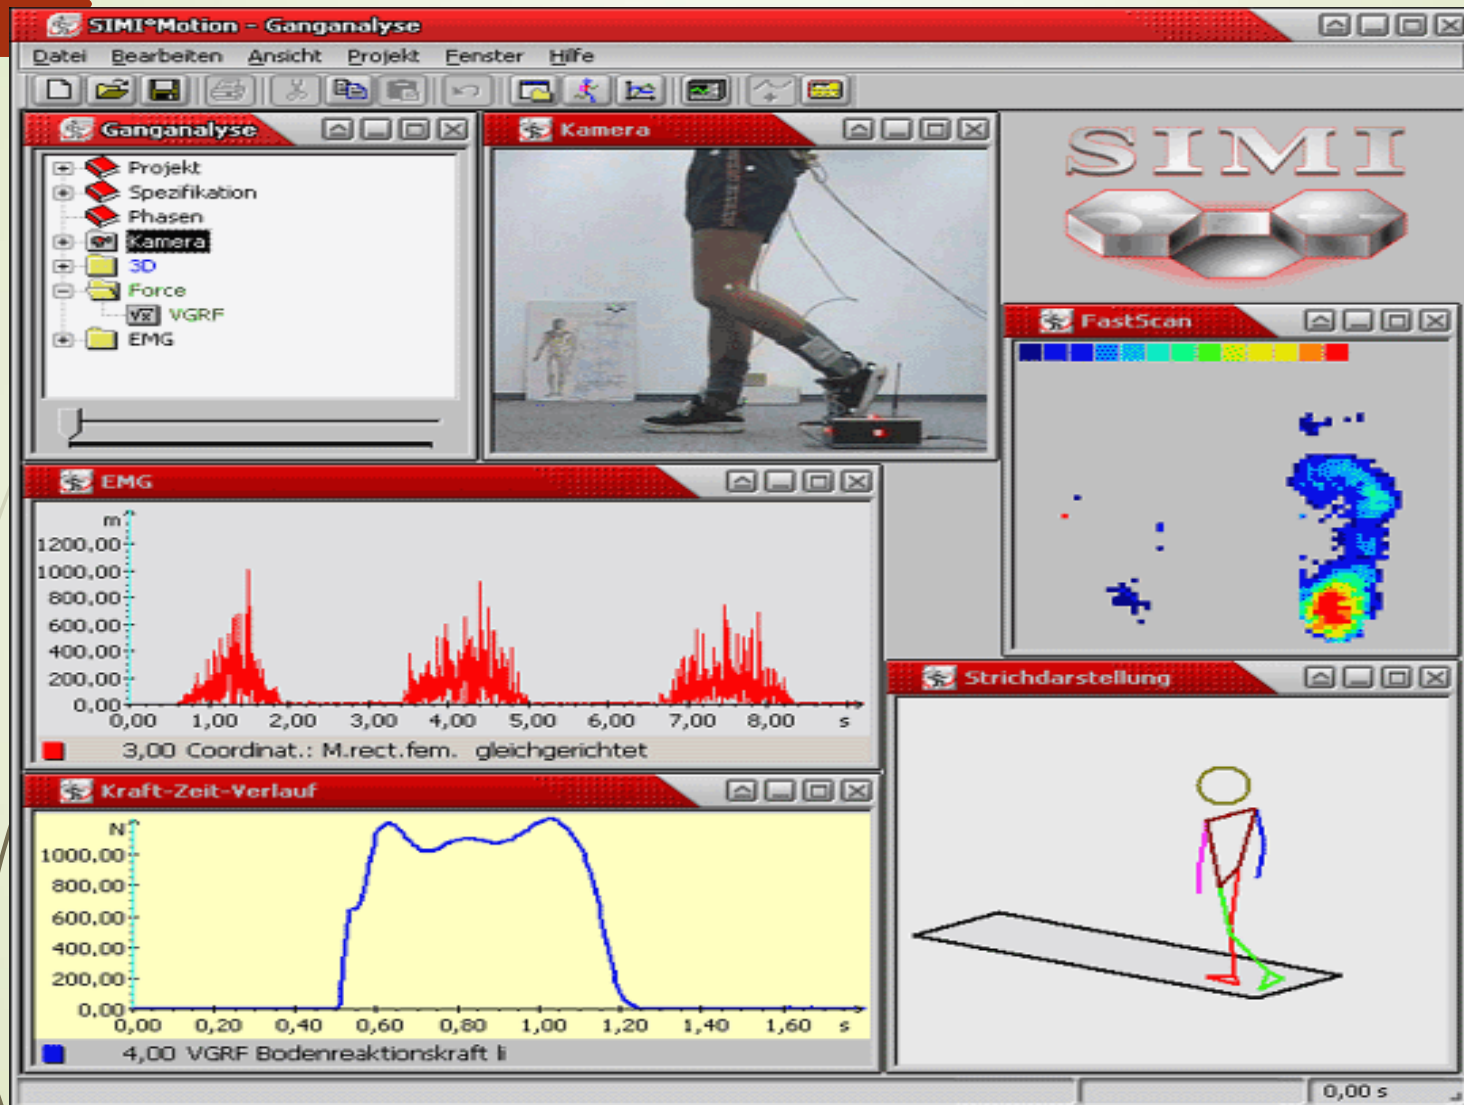 SIMI°Motion - Ganganalyse
Datei Bearbeiten Ansicht Projekt Fenster Hilfe
Ganganalyse
Projekt
Spezifikation
Phasen
Kamera
3D
Force
VGRF
EMG
Kamera
SIMI
FastScan
EMG
m
1200,00
1000,00
800,00
600,00
400,00
200,00
0,00
0,00 1,00 2,00 3,00 4,00 5,00 6,00 7,00 8,00 s
3,00 Coordinat.: M.rect.fem. gleichgerichtet
Kraft-Zeit-Verlauf
N
1000,00
800,00
600,00
400,00
200,00
0,00
0,00 0,20 0,40 0,60 0,80 1,00 1,20 1,40 1,60 s
4,00 VGRF Bodenreaktionskraft li
Strichdarstellung
0,00 s